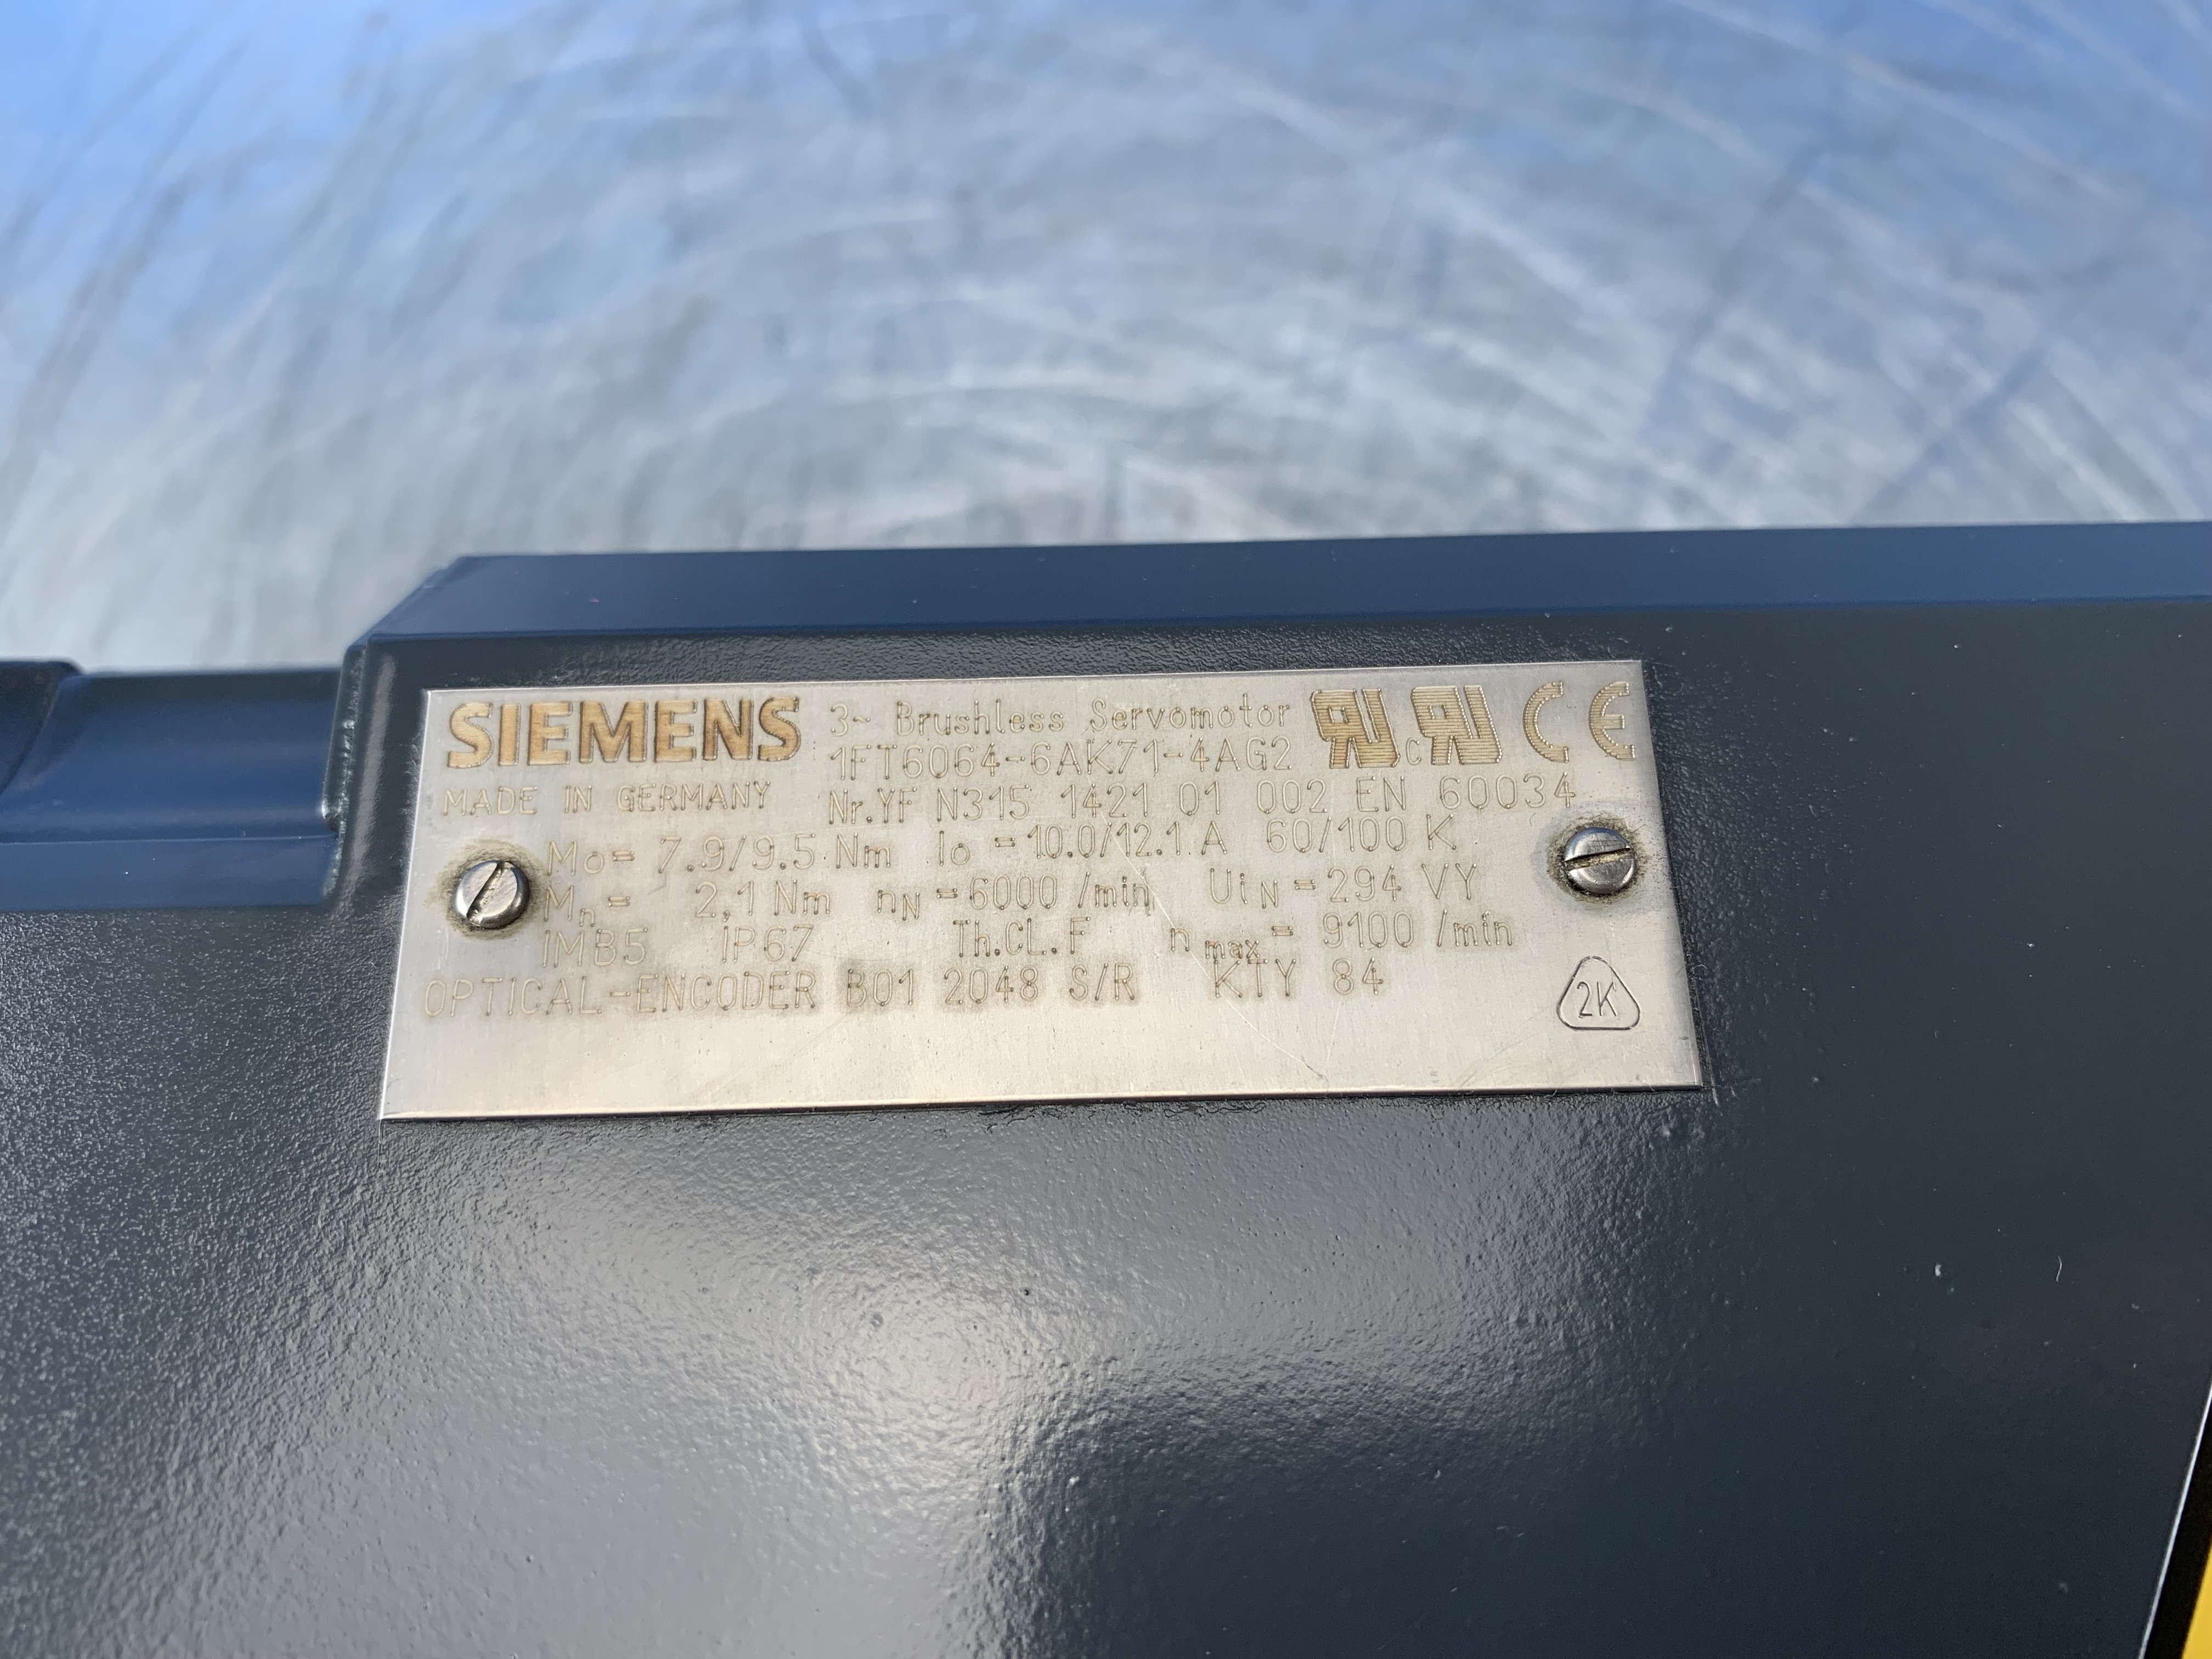 SIEMENS 3~ Brushless Servomotor
1FT6064-6AK71-4AG2
MADE IN GERMANY Nr.YF N315 1421 01 002 EN 60034
Mo= 7.9/9.5 Nm Io =10.0/12.1 A 60/100 K
Mn= 2,1 Nm nN =6000 /min UiN =294 VY
IMB5 IP67 Th.CL.F nmax= 9100 /min
OPTICAL-ENCODER B01 2048 S/R KTY 84
2K